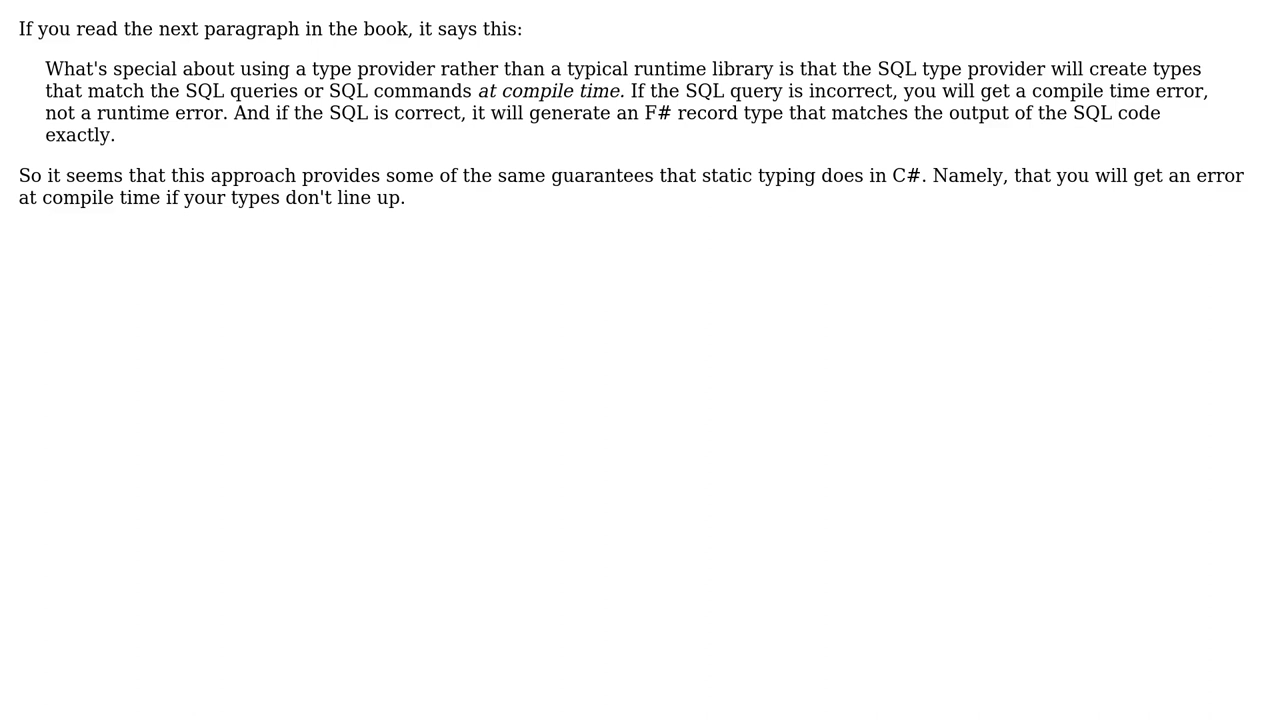 If you read the next paragraph in the book, it says this:
What's special about using a type provider rather than a typical runtime library is that the SQL type provider will create types
that match the SQL queries or SQL commands at compile time. If the SQL query is incorrect, you will get a compile time error,
not a runtime error. And if the SQL is correct, it will generate an F# record type that matches the output of the SQL code
exactly.
So it seems that this approach provides some of the same guarantees that static typing does in C#. Namely, that you will get an error
at compile time if your types don't line up.